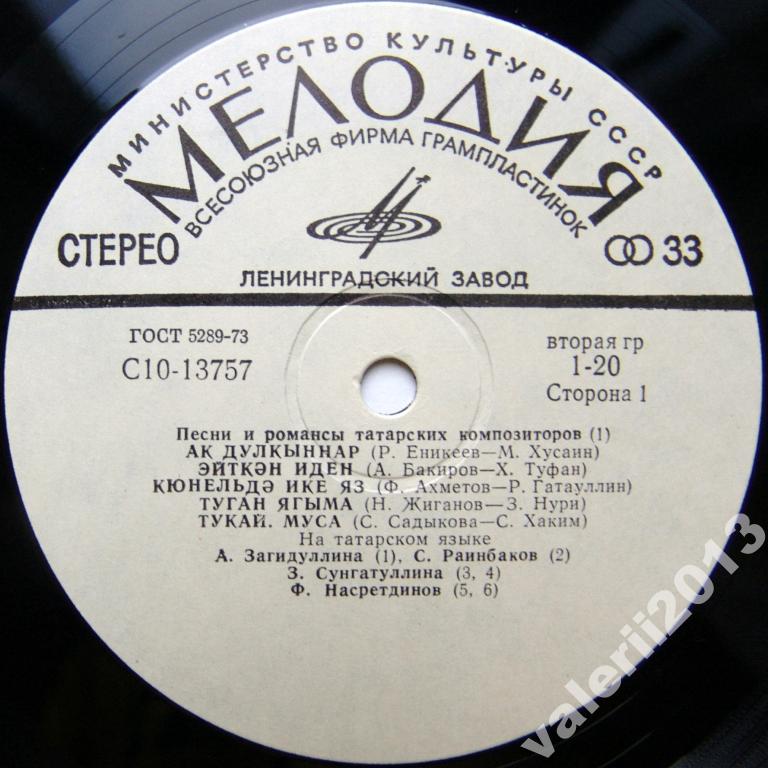 МИНИСТЕРСТВО КУЛЬТУРЫ СССР
МЕЛОДИЯ
ВСЕСОЮЗНАЯ ФИРМА ГРАМПЛАСТИНОК
СТЕРЕО 33
ЛЕНИНГРАДСКИЙ ЗАВОД
ГОСТ 5289-73
С10-13757
вторая гр
1-20
Сторона 1
Песни и романсы татарских композиторов (1)
АК ДУЛКЫННАР (Р. Еникеев—М. Хусаин)
ЭЙТКӘН ИДЕН (А. Бакиров—Х. Туфан)
КЮНЕЛЬДӘ ИКЕ ЯЗ (Ф. Ахметов—Р. Гатауллин)
ТУГАН ЯГЫМА (Н. Жиганов—З. Нури)
ТУКАЙ. МУСА (С. Садыкова—С. Хаким)
На татарском языке
А. Загидуллина (1), С. Раинбаков (2)
З. Сунгатуллина (3, 4)
Ф. Насретдинов (5, 6)
valerii2013